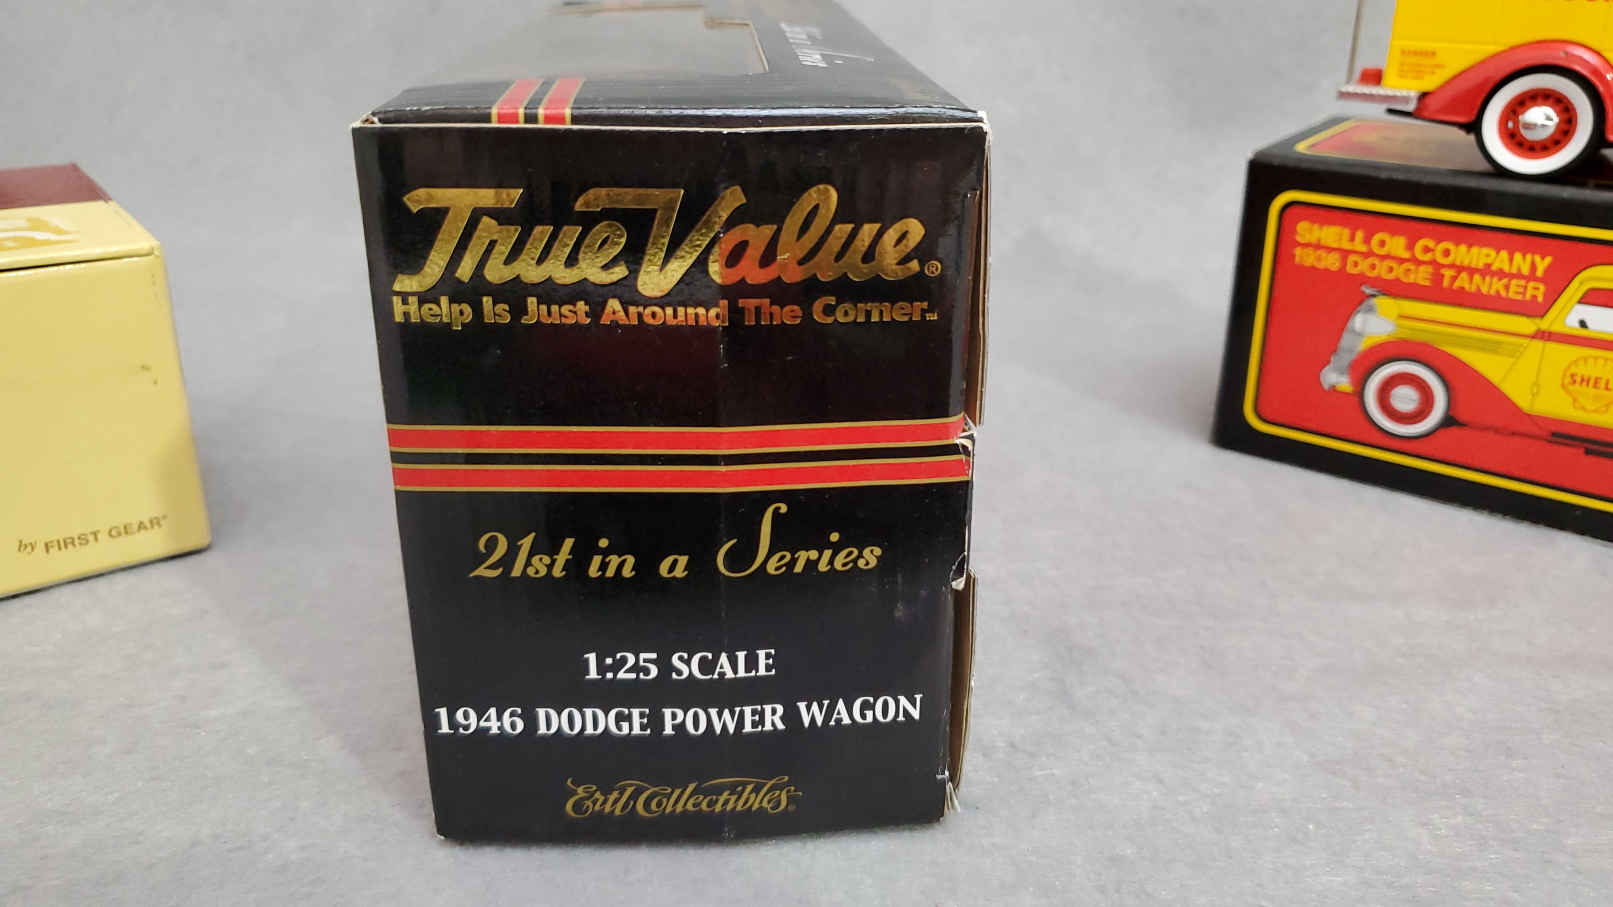 True Value®
Help Is Just Around The Corner™
21st in a Series
1:25 SCALE
1946 DODGE POWER WAGON
Ertl Collectibles®
by FIRST GEAR®
SHELL OIL COMPANY
1936 DODGE TANKER
SHEL